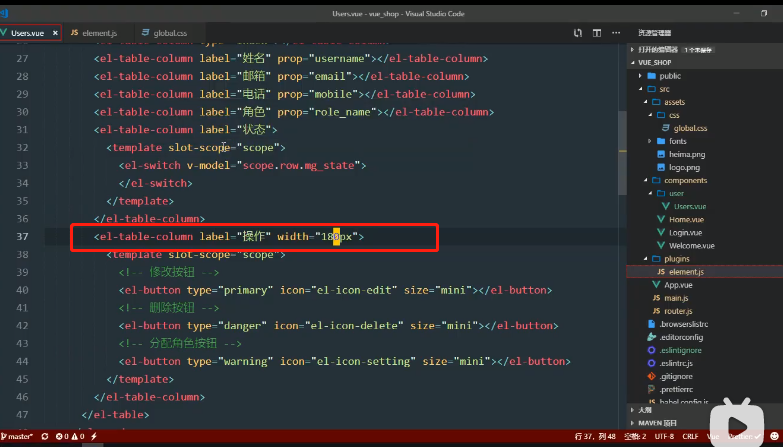 Users.vue - vue_shop - Visual Studio Code
Users.vue × JS element.js global.css
资源管理器
打开的编辑器 1 个未保存
VUE_SHOP
27 <el-table-column label="姓名" prop="username"></el-table-column>
28 <el-table-column label="邮箱" prop="email"></el-table-column>
29 <el-table-column label="电话" prop="mobile"></el-table-column>
30 <el-table-column label="角色" prop="role_name"></el-table-column>
31 <el-table-column label="状态">
32 <template slot-scope="scope">
33 <el-switch v-model="scope.row.mg_state">
34 </el-switch>
35 </template>
36 </el-table-column>
37 <el-table-column label="操作" width="180px">
38 <template slot-scope="scope">
39 <!-- 修改按钮 -->
40 <el-button type="primary" icon="el-icon-edit" size="mini"></el-button>
41 <!-- 删除按钮 -->
42 <el-button type="danger" icon="el-icon-delete" size="mini"></el-button>
43 <!-- 分配角色按钮 -->
44 <el-button type="warning" icon="el-icon-setting" size="mini"></el-button>
45 </template>
46 </el-table-column>
47 </el-table>
public
src
assets
css
global.css
fonts
heima.png
logo.png
components
user
Users.vue
Home.vue
Login.vue
Welcome.vue
plugins
JS element.js
App.vue
JS main.js
JS router.js
.browserslistrc
.editorconfig
.eslintignore
.eslintrc.js
.gitignore
.prettierrc
babel.config.js
大纲
MAVEN 项目
master* 0 0 行 37，列 48 空格: 2 UTF-8 CRLF Vue